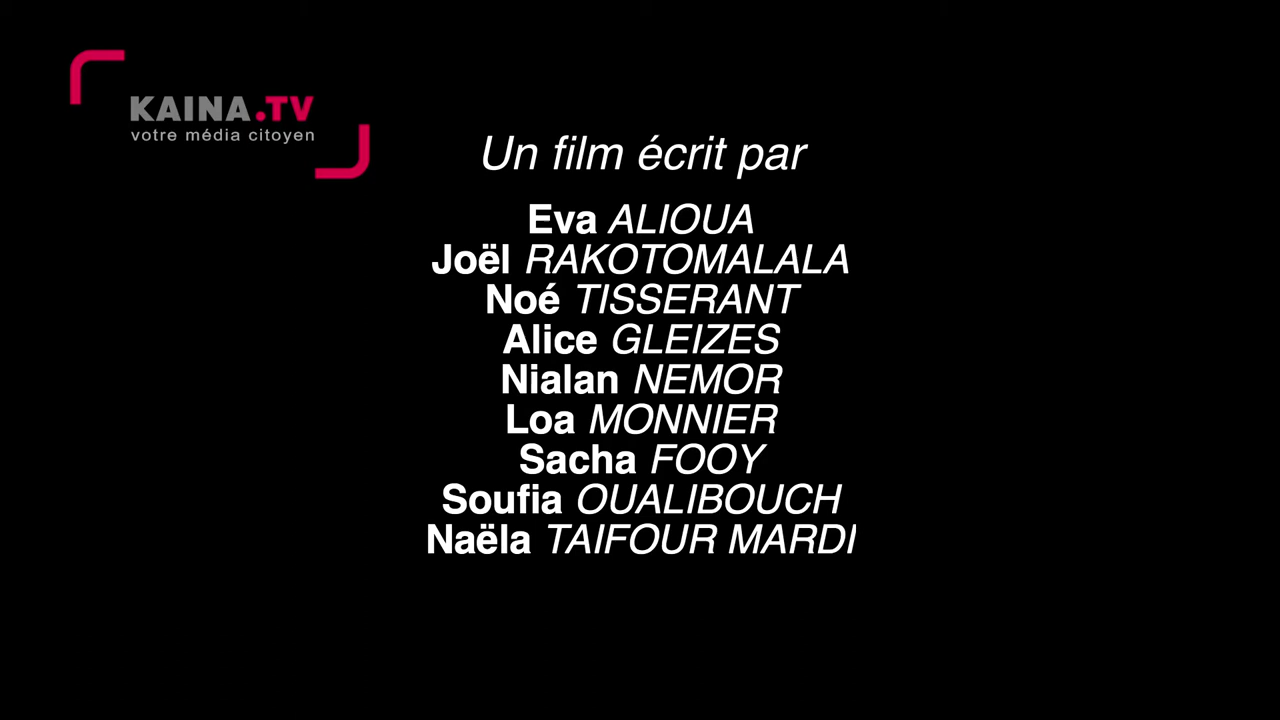 KAINA.TV
votre média citoyen
Un film écrit par
Eva ALIOUA
Joël RAKOTOMALALA
Noé TISSERANT
Alice GLEIZES
Nialan NEMOR
Loa MONNIER
Sacha FOOY
Soufia OUALIBOUCH
Naëla TAIFOUR MARDI